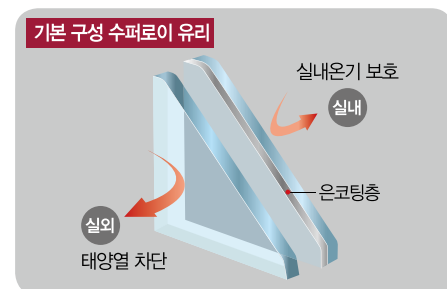 기본 구성 수퍼로이 유리
실내온기 보호
실내
은코팅층
실외
태양열 차단